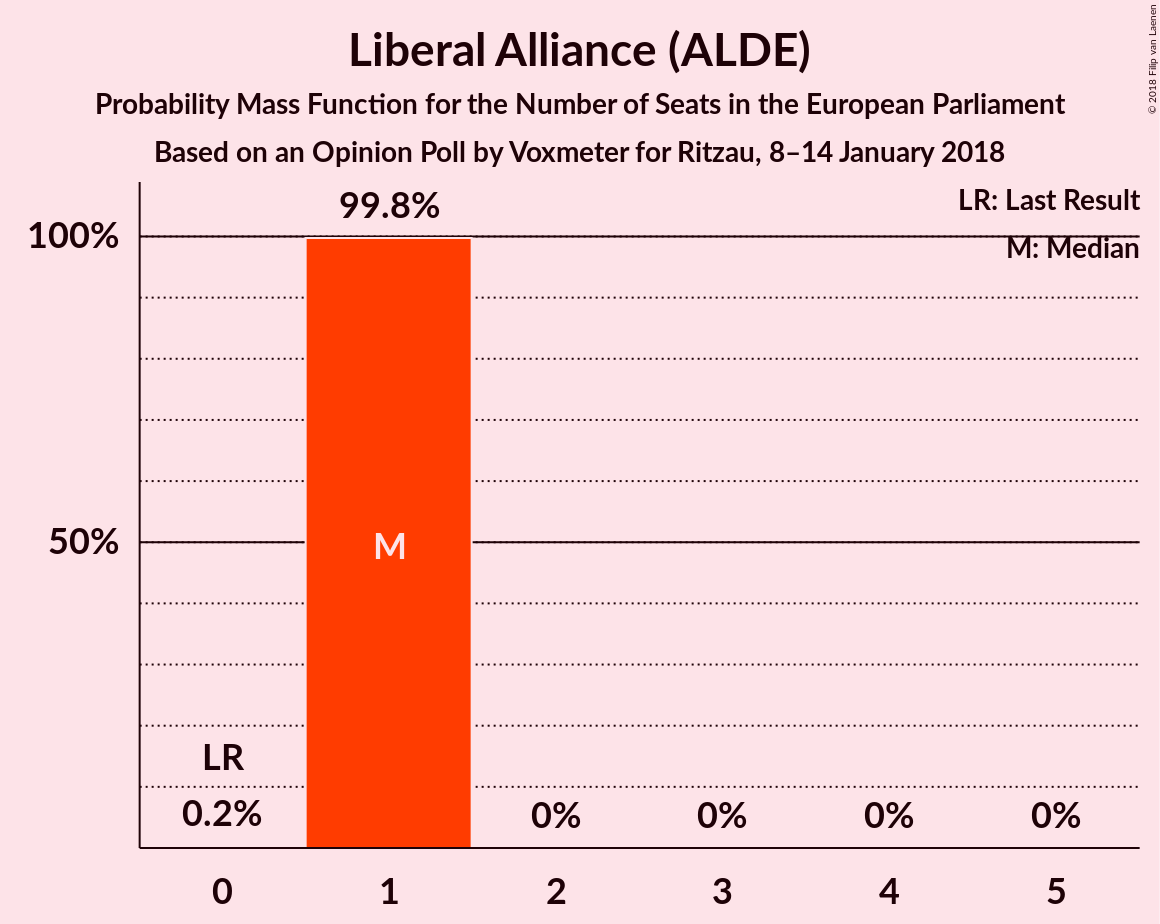 Liberal Alliance (ALDE)
Probability Mass Function for the Number of Seats in the European Parliament
Based on an Opinion Poll by Voxmeter for Ritzau, 8–14 January 2018
© 2018 Filip van Laenen
LR: Last Result
M: Median
99.8%
100%
50%
M
LR
0.2%
0%
0%
0%
0%
0
1
2
3
4
5